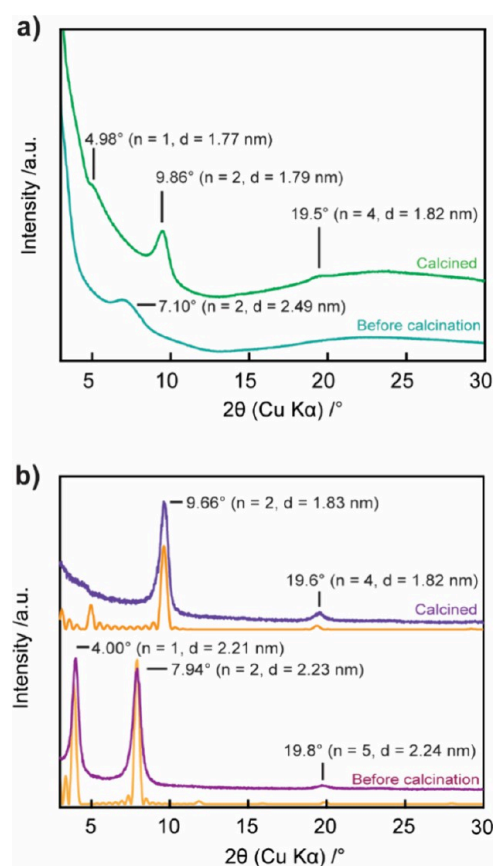 a)
4.98° (n = 1, d = 1.77 nm)
9.86° (n = 2, d = 1.79 nm)
19.5° (n = 4, d = 1.82 nm)
Calcined
7.10° (n = 2, d = 2.49 nm)
Before calcination
Intensity /a.u.
5 10 15 20 25 30
2θ (Cu Kα) /°
b)
9.66° (n = 2, d = 1.83 nm)
19.6° (n = 4, d = 1.82 nm)
Calcined
4.00° (n = 1, d = 2.21 nm)
7.94° (n = 2, d = 2.23 nm)
19.8° (n = 5, d = 2.24 nm)
Before calcination
Intensity /a.u.
5 10 15 20 25 30
2θ (Cu Kα) /°